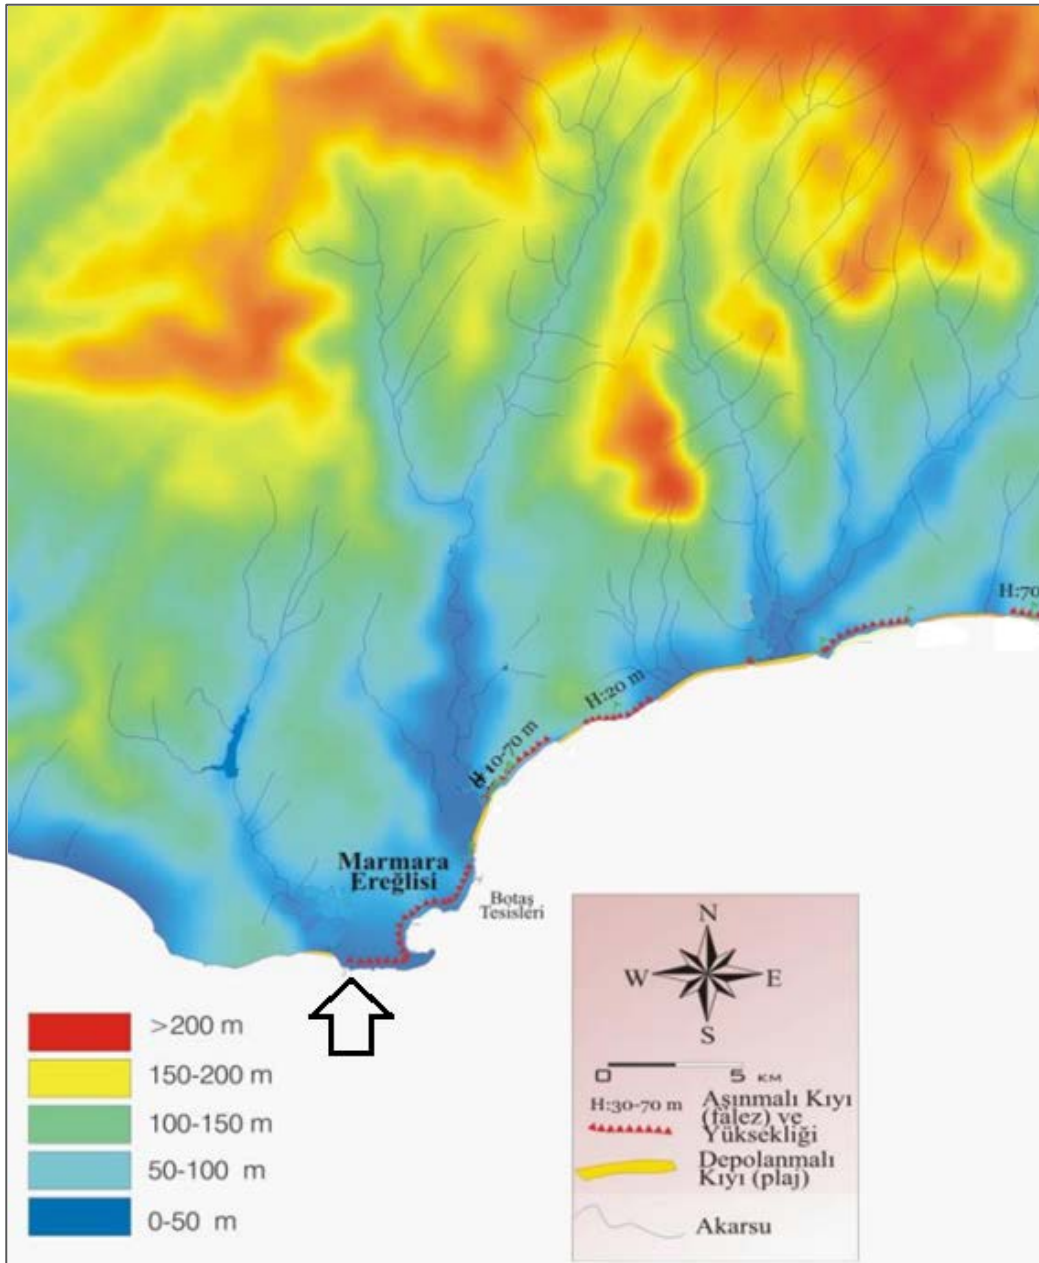 H:70
H:20 m
H:10-70 m
Marmara
Ereğlisi
Botaş
Tesisleri
N
W E
S
0 5 KM
>200 m
150-200 m
100-150 m
50-100 m
0-50 m
H:30-70 m Aşınmalı Kıyı
(falez) ve
Yüksekliği
Depolanmalı
Kıyı (plaj)
Akarsu